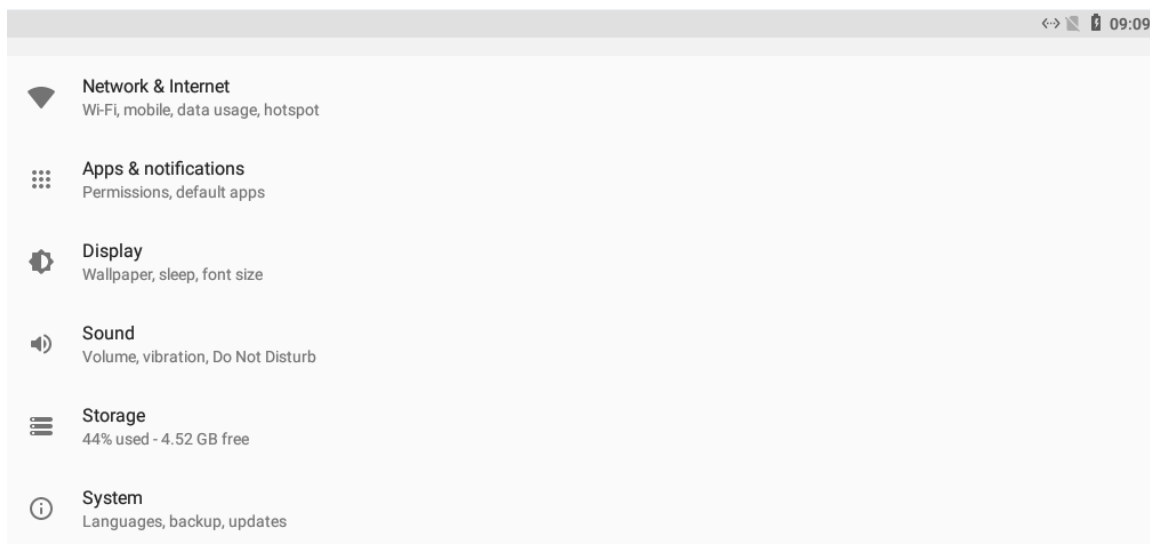 09:09
Network & Internet
Wi-Fi, mobile, data usage, hotspot
Apps & notifications
Permissions, default apps
Display
Wallpaper, sleep, font size
Sound
Volume, vibration, Do Not Disturb
Storage
44% used - 4.52 GB free
System
Languages, backup, updates